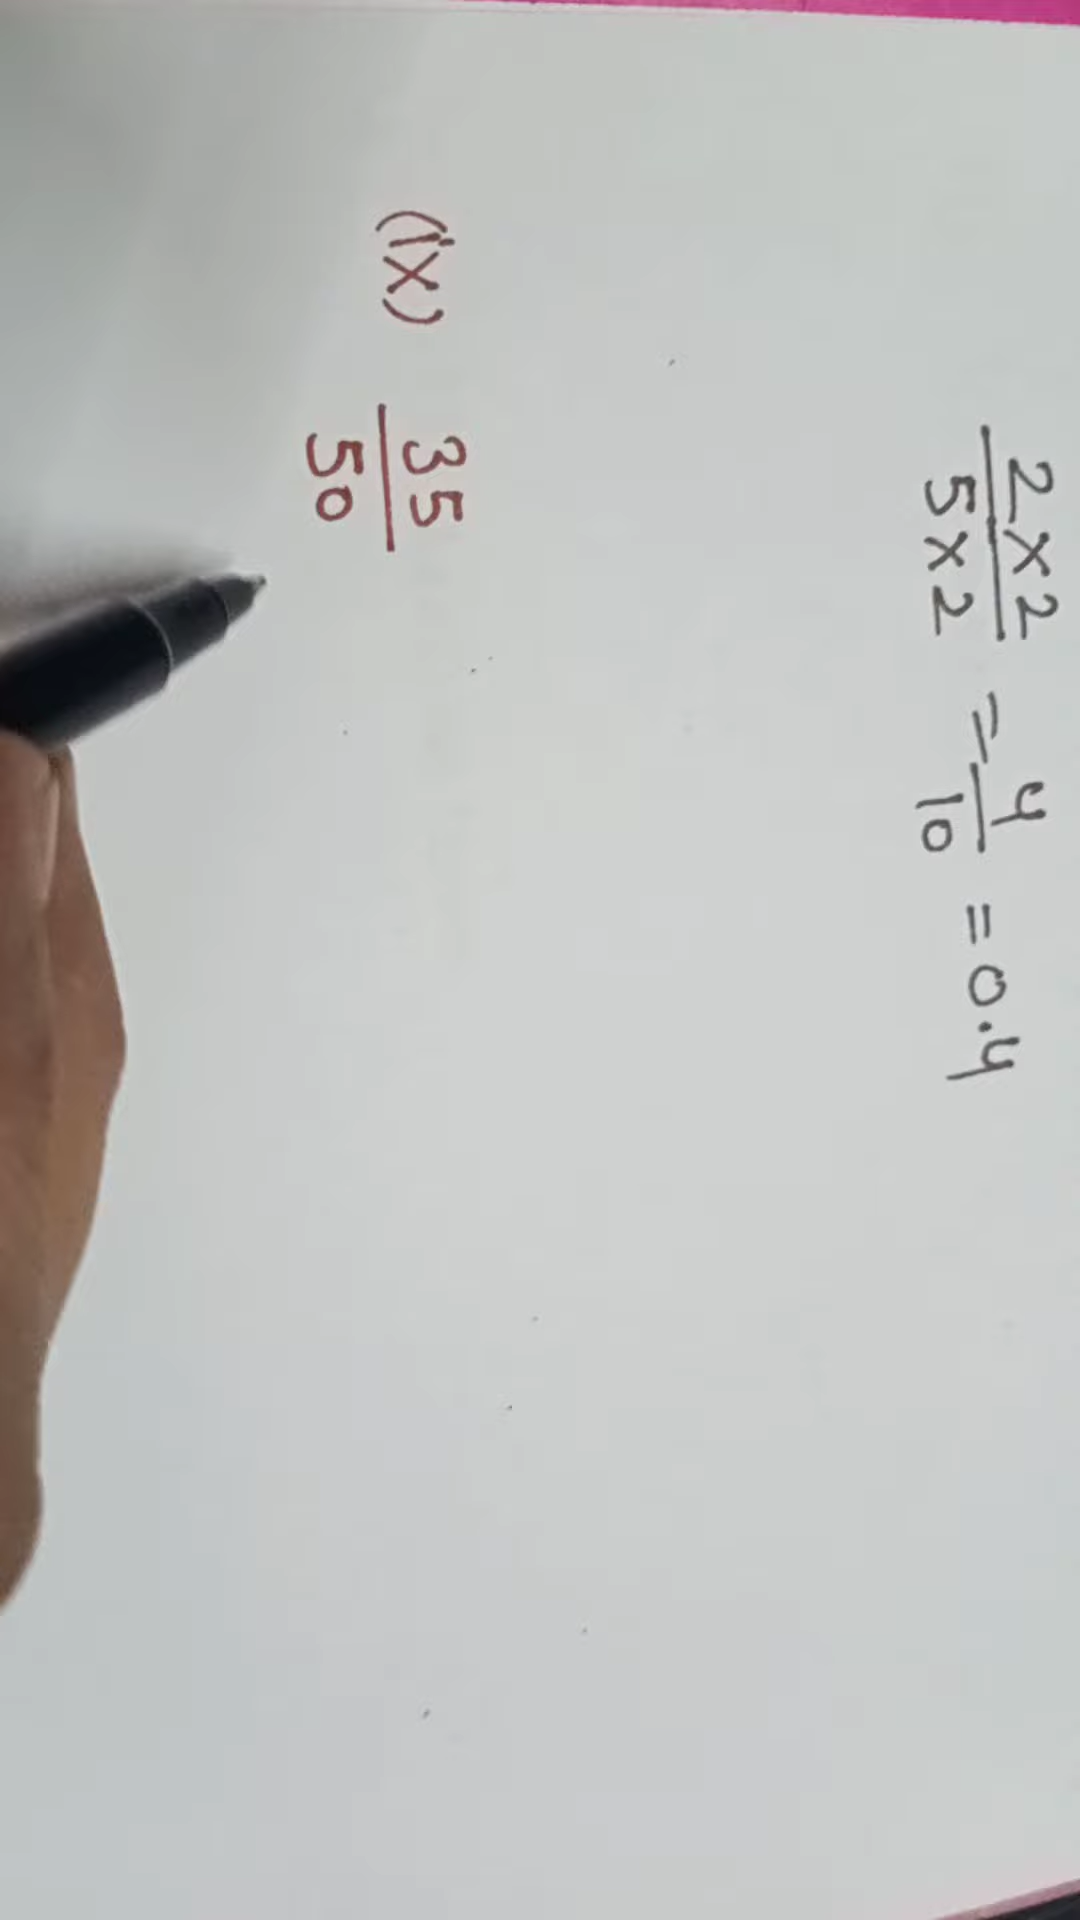 2×2/5×2 = 4/10 = 0.4
(ix) 35/50